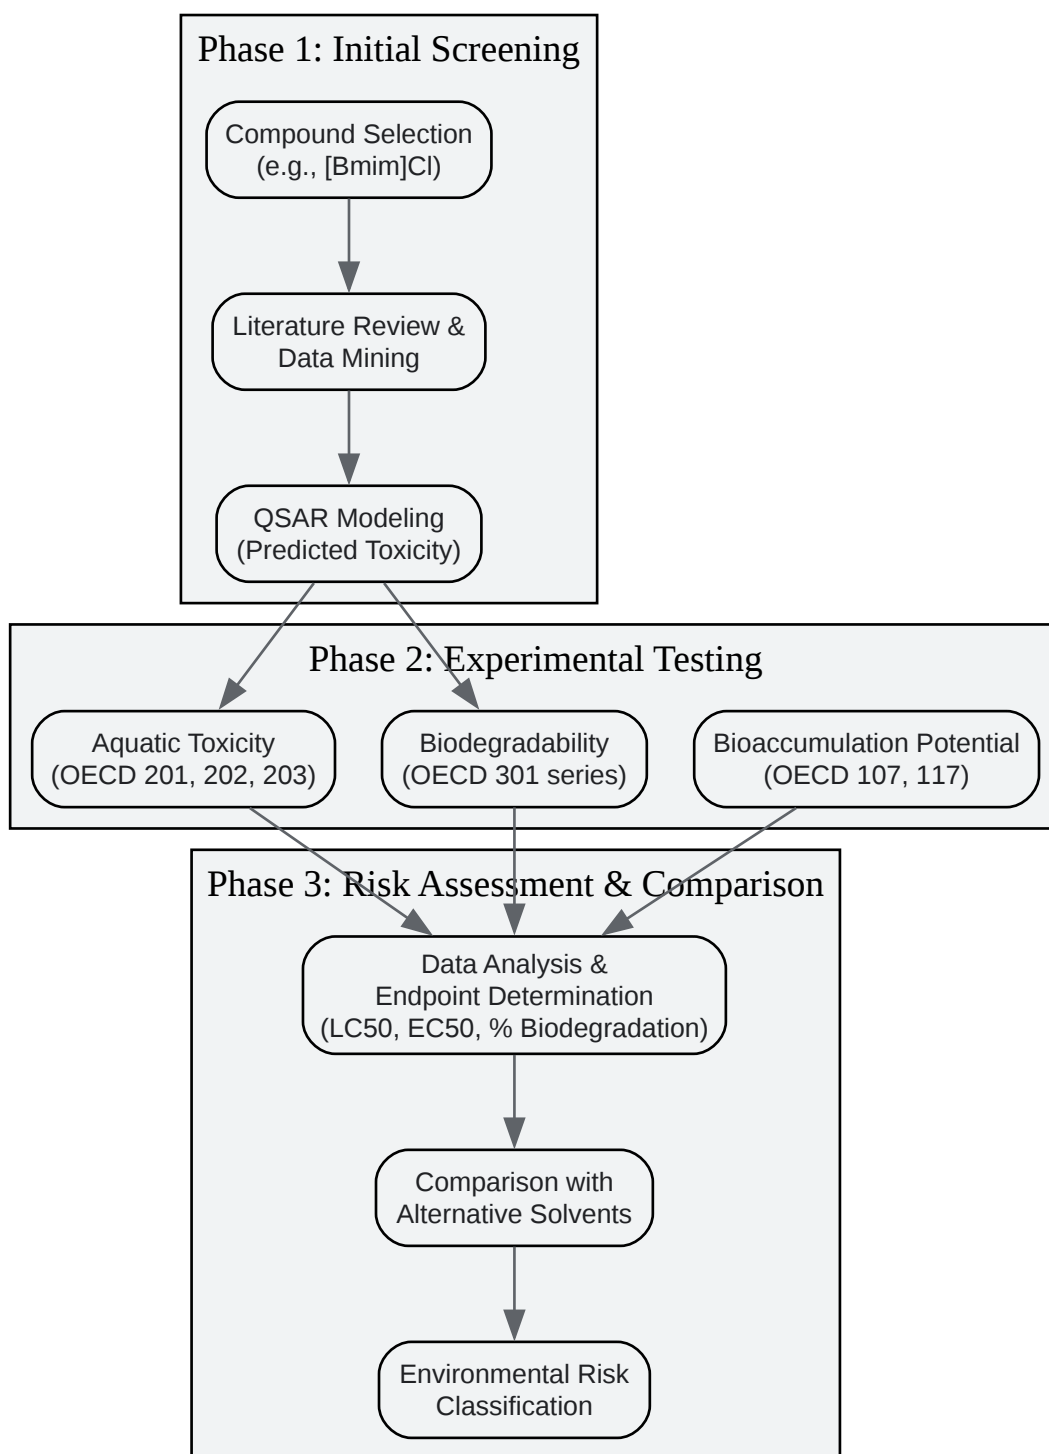 Phase 1: Initial Screening
Compound Selection
(e.g., [Bmim]Cl)
Literature Review &
Data Mining
QSAR Modeling
(Predicted Toxicity)
Phase 2: Experimental Testing
Aquatic Toxicity
(OECD 201, 202, 203)
Biodegradability
(OECD 301 series)
Bioaccumulation Potential
(OECD 107, 117)
Phase 3: Risk Assessment & Comparison
Data Analysis &
Endpoint Determination
(LC50, EC50, % Biodegradation)
Comparison with
Alternative Solvents
Environmental Risk
Classification